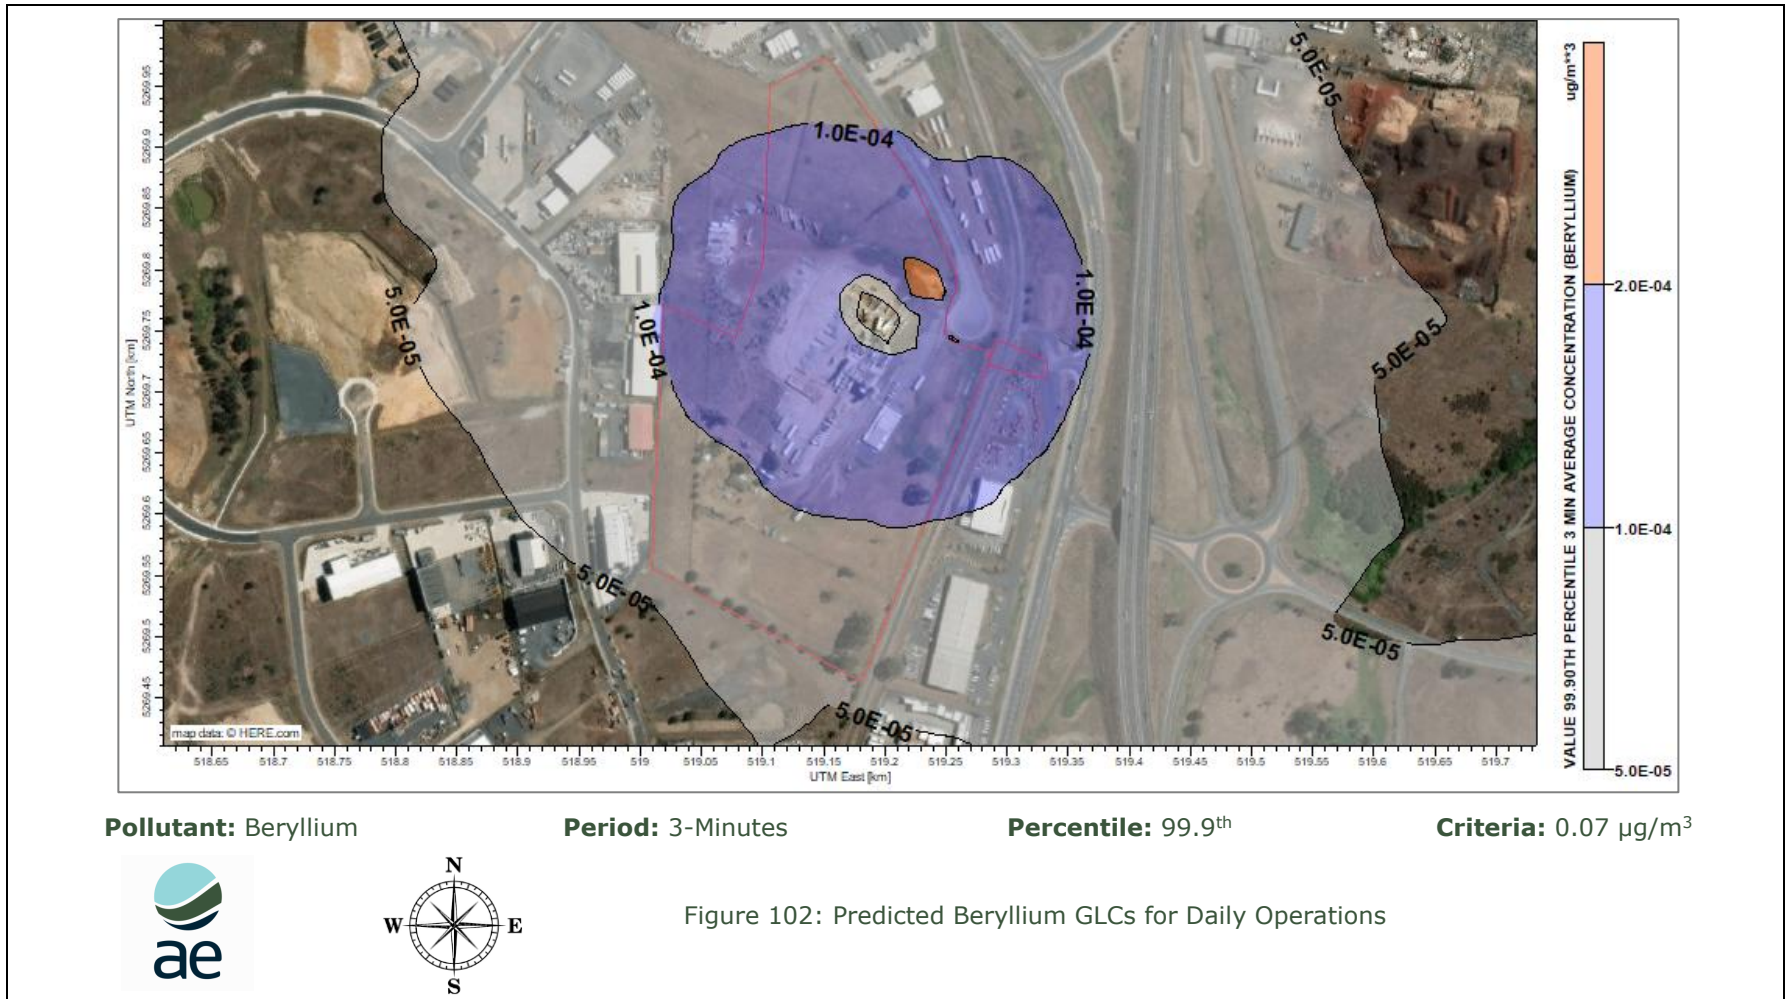 5.0E-05
1.0E-04
5.0E-05
1.0E-04
1.0E-04
5.0E-05
5.0E-05
5.0E-05
5.0E-05
map data: © HERE.com
UTM North [km]
5269.95
5269.9
5269.85
5269.8
5269.75
5269.7
5269.65
5269.6
5269.55
5269.5
5269.45
518.65 518.7 518.75 518.8 518.85 518.9 518.95 519 519.05 519.1 519.15 519.2 519.25 519.3 519.35 519.4 519.45 519.5 519.55 519.6 519.65 519.7
UTM East [km]
VALUE 99.90TH PERCENTILE 3 MIN AVERAGE CONCENTRATION (BERYLLIUM) ug/m**3
2.0E-04
1.0E-04
5.0E-05
Pollutant: Beryllium Period: 3-Minutes Percentile: 99.9th Criteria: 0.07 µg/m3
ae
N
W E
S
Figure 102: Predicted Beryllium GLCs for Daily Operations